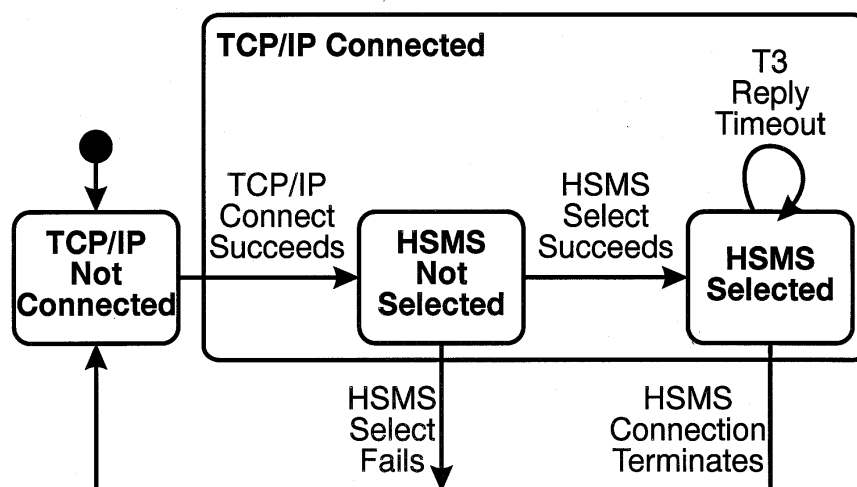 TCP/IP Connected
T3
Reply
Timeout
TCP/IP
Connect
Succeeds
HSMS
Select
Succeeds
TCP/IP
Not
Connected
HSMS
Not
Selected
HSMS
Selected
HSMS
Select
Fails
HSMS
Connection
Terminates